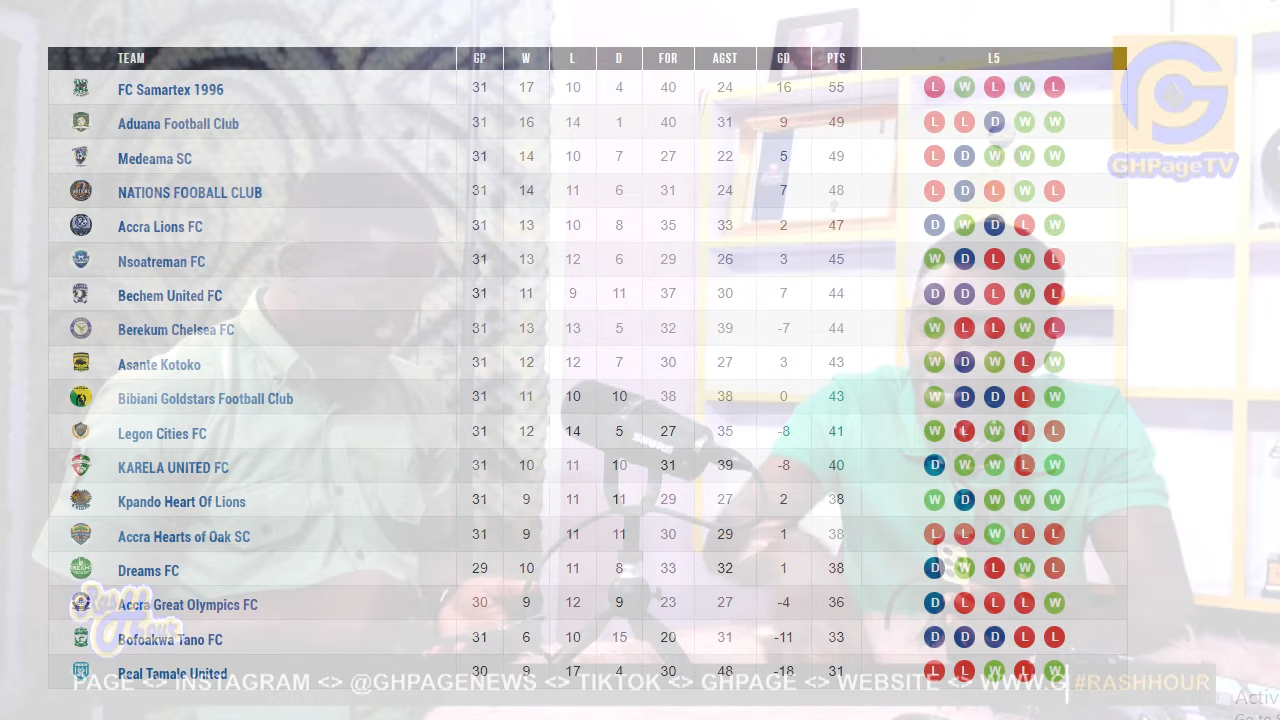 TEAM GP W L D FOR AGST GD PTS L5
FC Samartex 1996 31 17 10 4 40 24 16 55 L W L W L
Aduana Football Club 31 16 14 1 40 31 9 49 L L D W W
Medeama SC 31 14 10 7 27 22 5 49 L D W W W
NATIONS FOOBALL CLUB 31 14 11 6 31 24 7 48 L D L W L
Accra Lions FC 31 13 10 8 35 33 2 47 D W D L W
Nsoatreman FC 31 13 12 6 29 26 3 45 W D L W L
Bechem United FC 31 11 9 11 37 30 7 44 D D L W L
Berekum Chelsea FC 31 13 13 5 32 39 -7 44 W L L W L
Asante Kotoko 31 12 12 7 30 27 3 43 W D W L W
Bibiani Goldstars Football Club 31 11 10 10 38 38 0 43 W D D L W
Legon Cities FC 31 12 14 5 27 35 -8 41 W L W L L
KARELA UNITED FC 31 10 11 10 31 39 -8 40 D W W L W
Kpando Heart Of Lions 31 9 11 11 29 27 2 38 W D W W W
Accra Hearts of Oak SC 31 9 11 11 30 29 1 38 L L W L L
Dreams FC 29 10 11 8 33 32 1 38 D W L W L
Accra Great Olympics FC 30 9 12 9 23 27 -4 36 D L L L W
Bofoakwa Tano FC 31 6 10 15 20 31 -11 33 D D D L L
Real Tamale United 30 9 17 4 30 48 -18 31 L L W L W
GHPageTV
Rash Hour
PAGE <> INSTAGRAM <> @GHPAGENEWS <> TIKTOK <> GHPAGE <> WEBSITE <> WWW.G #RASHHOUR
Activ